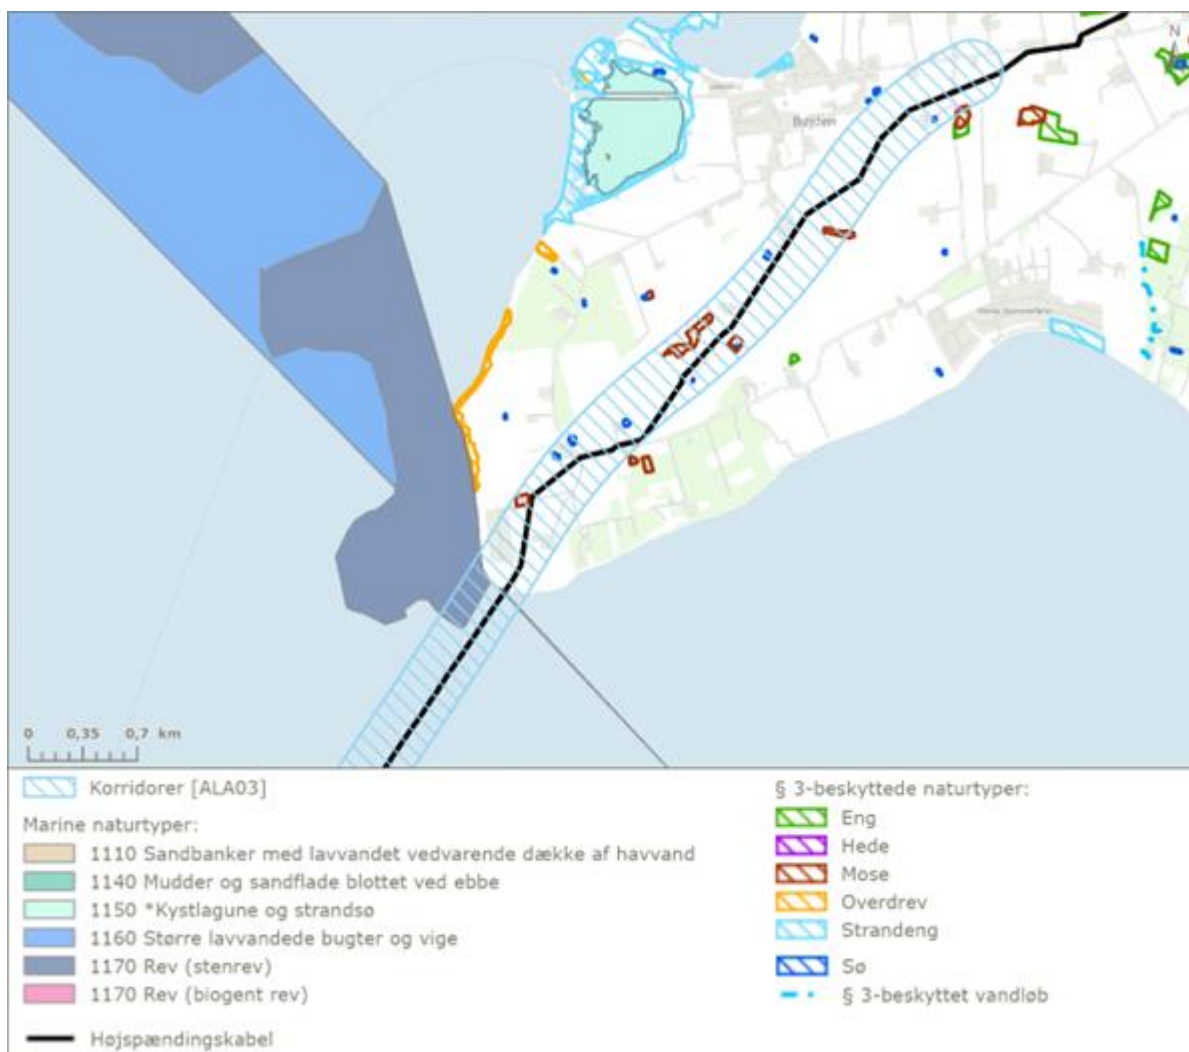 N
Bøjden
0 0,35 0,7 km
Korridorer [ALA03]
Marine naturtyper:
1110 Sandbanker med lavvandet vedvarende dække af havvand
1140 Mudder og sandflade blottet ved ebbe
1150 *Kystlagune og strandsø
1160 Større lavvandede bugter og vige
1170 Rev (stenrev)
1170 Rev (biogent rev)
Højspændingskabel
§ 3-beskyttede naturtyper:
Eng
Hede
Mose
Overdrev
Strandeng
Sø
§ 3-beskyttet vandløb